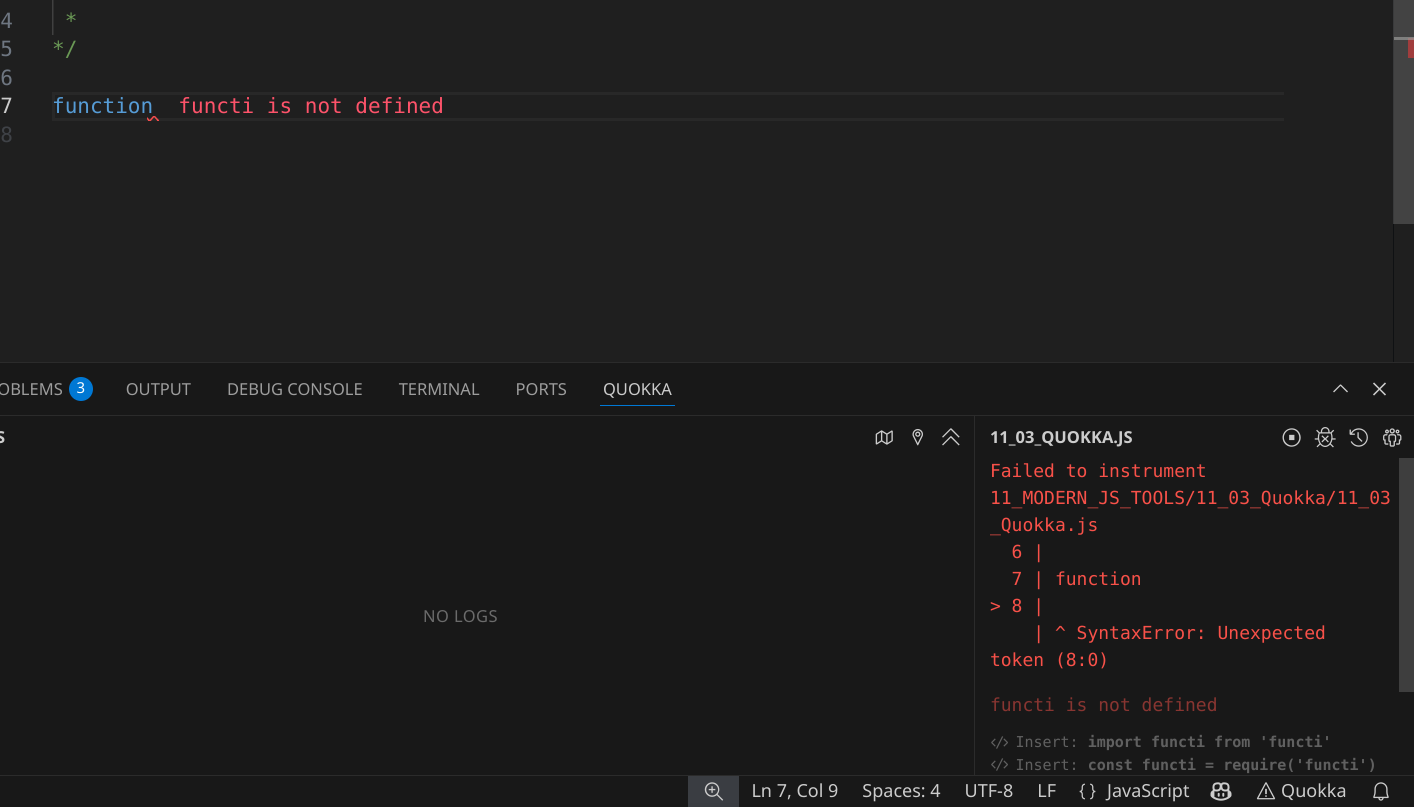 4 *
5 */
6
7 function functi is not defined
8
OBLEMS 3 OUTPUT DEBUG CONSOLE TERMINAL PORTS QUOKKA
S
NO LOGS
11_03_QUOKKA.JS
Failed to instrument
11_MODERN_JS_TOOLS/11_03_Quokka/11_03
_Quokka.js
6 |
7 | function
> 8 |
| ^ SyntaxError: Unexpected
token (8:0)
functi is not defined
</> Insert: import functi from 'functi'
</> Insert: const functi = require('functi')
Ln 7, Col 9 Spaces: 4 UTF-8 LF {} JavaScript Quokka